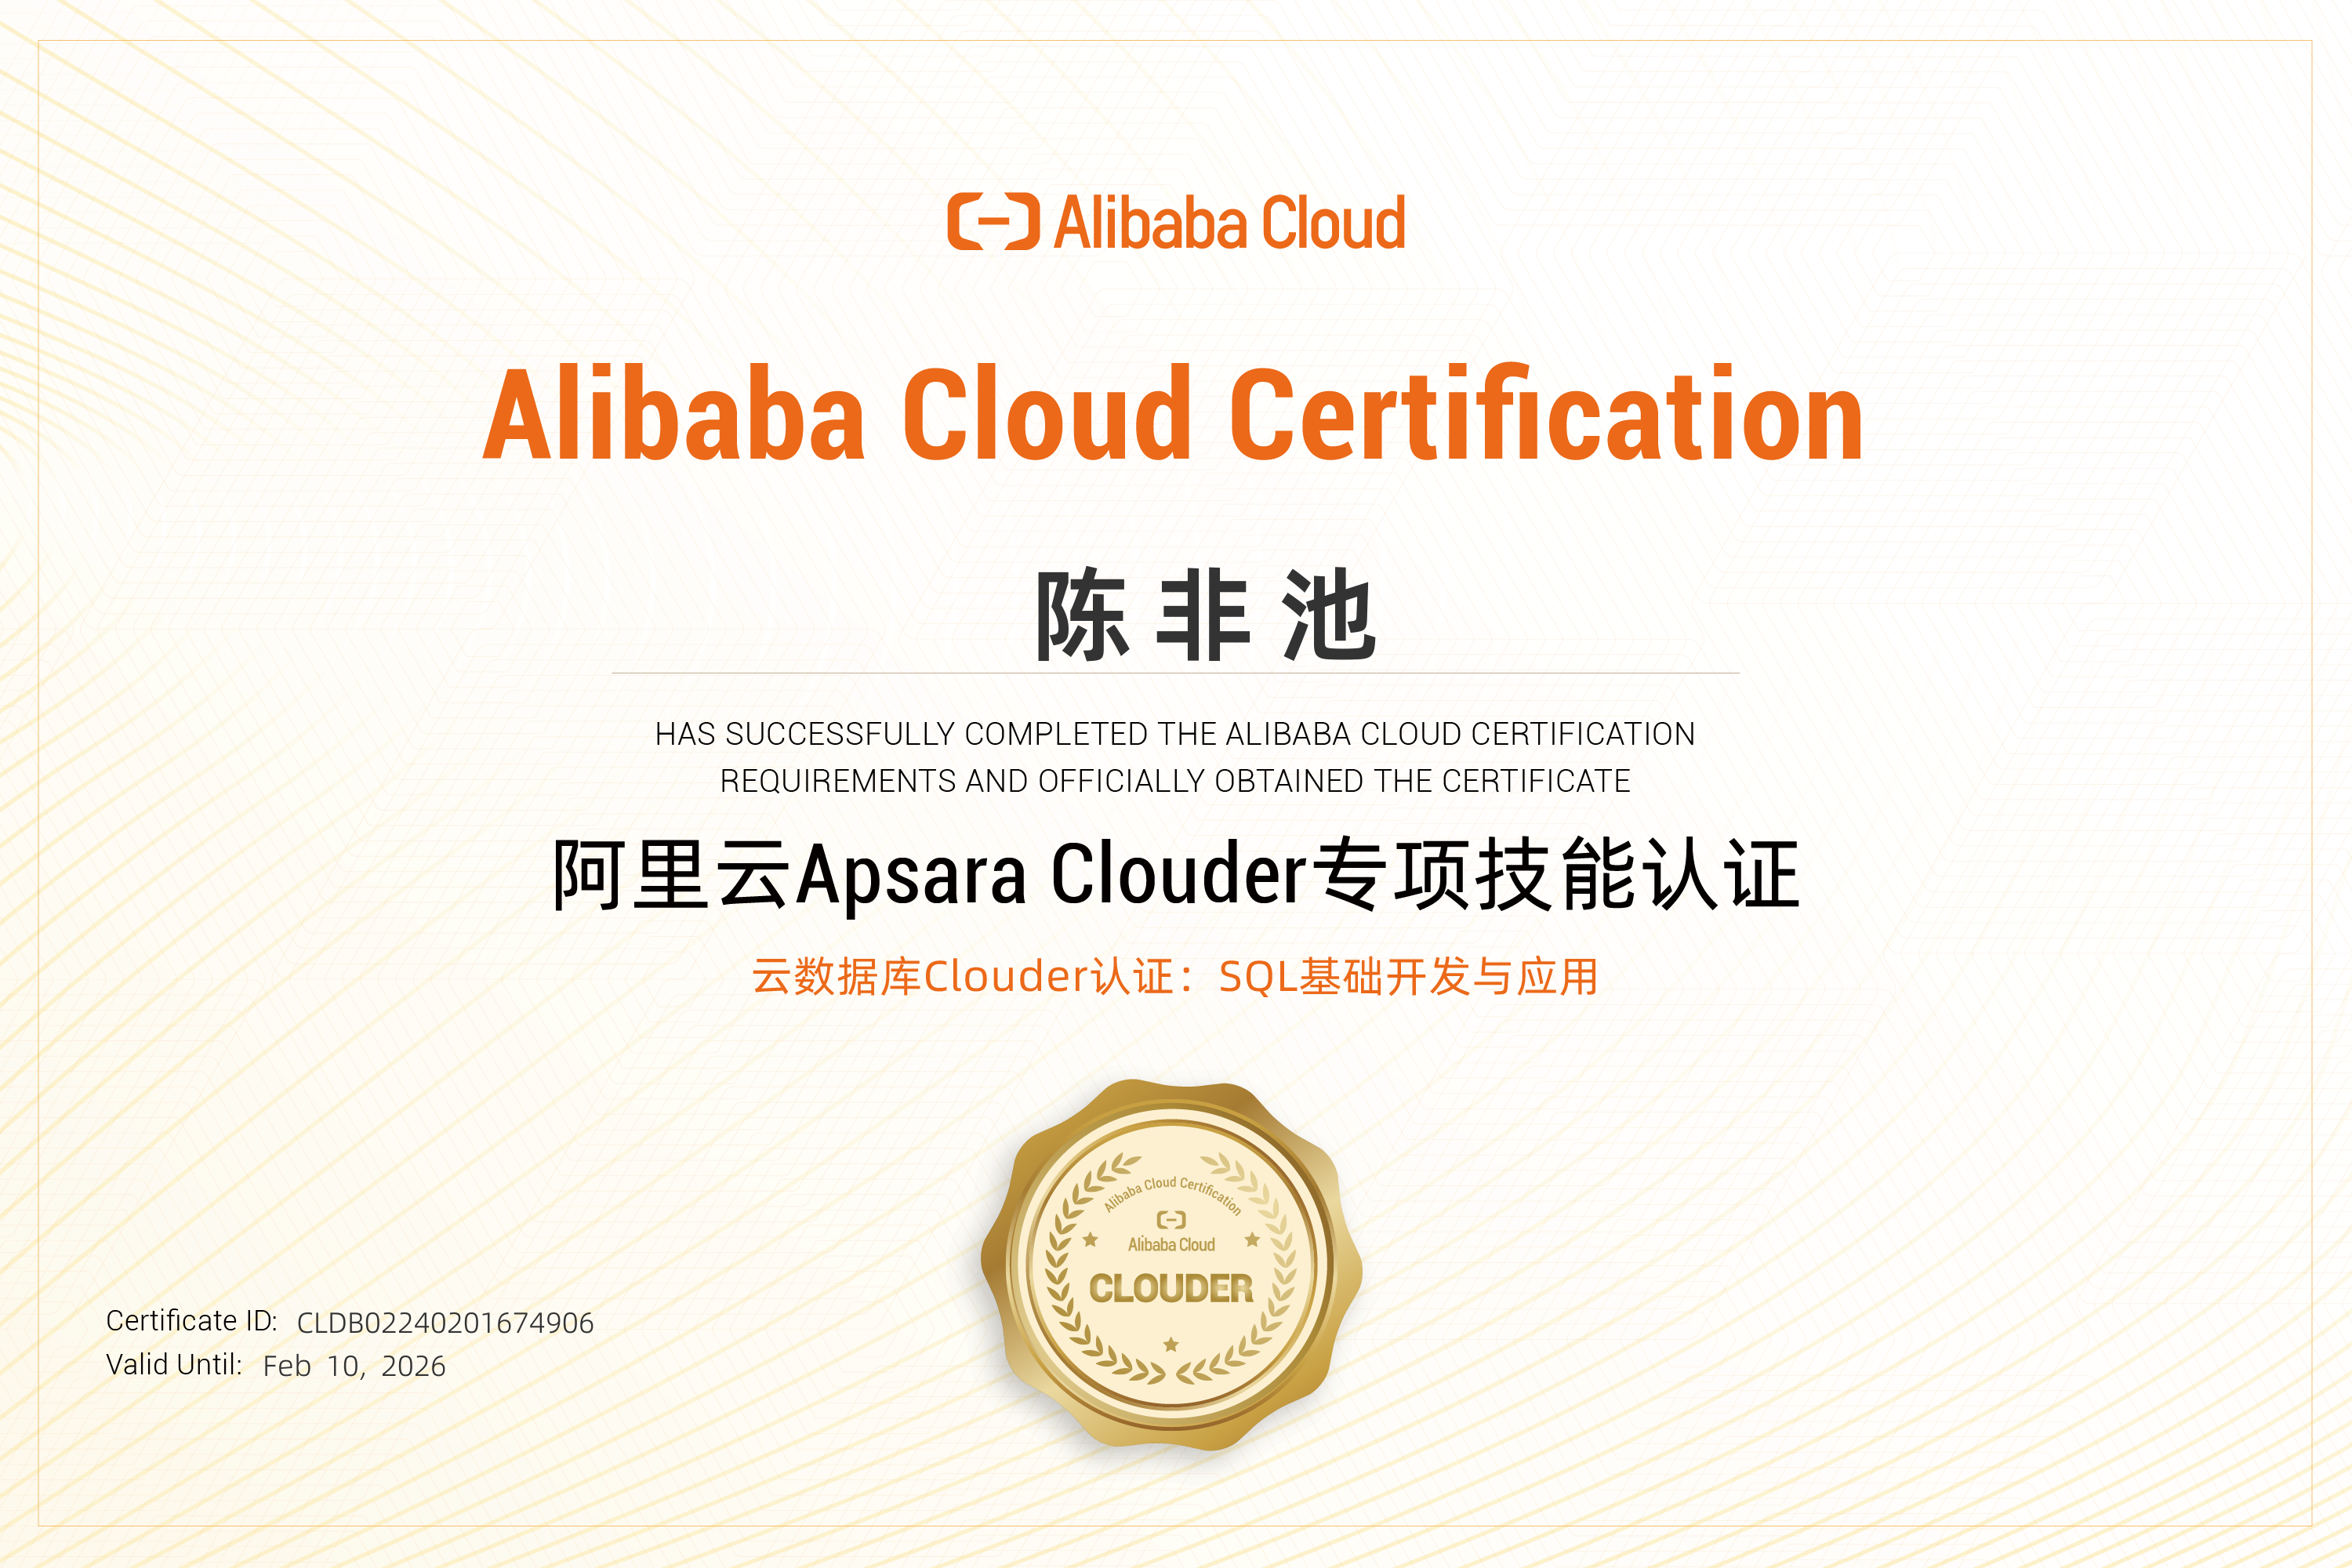 Alibaba Cloud
Alibaba Cloud Certification
陈非池
HAS SUCCESSFULLY COMPLETED THE ALIBABA CLOUD CERTIFICATION
REQUIREMENTS AND OFFICIALLY OBTAINED THE CERTIFICATE
阿里云Apsara Clouder专项技能认证
云数据库Clouder认证：SQL基础开发与应用
Alibaba Cloud Certification
Alibaba Cloud
CLOUDER
Certificate ID: CLDB02240201674906
Valid Until: Feb 10, 2026